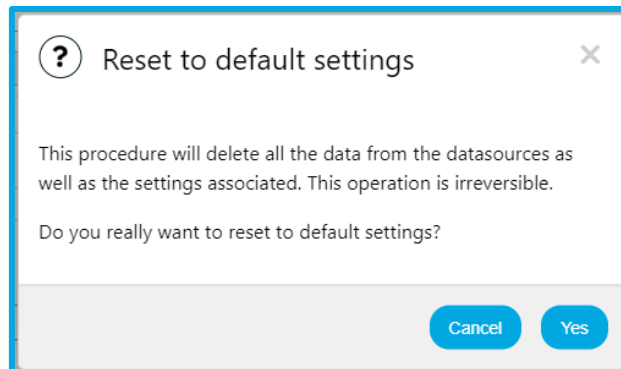 ? Reset to default settings ×
This procedure will delete all the data from the datasources as
well as the settings associated. This operation is irreversible.
Do you really want to reset to default settings?
Cancel Yes